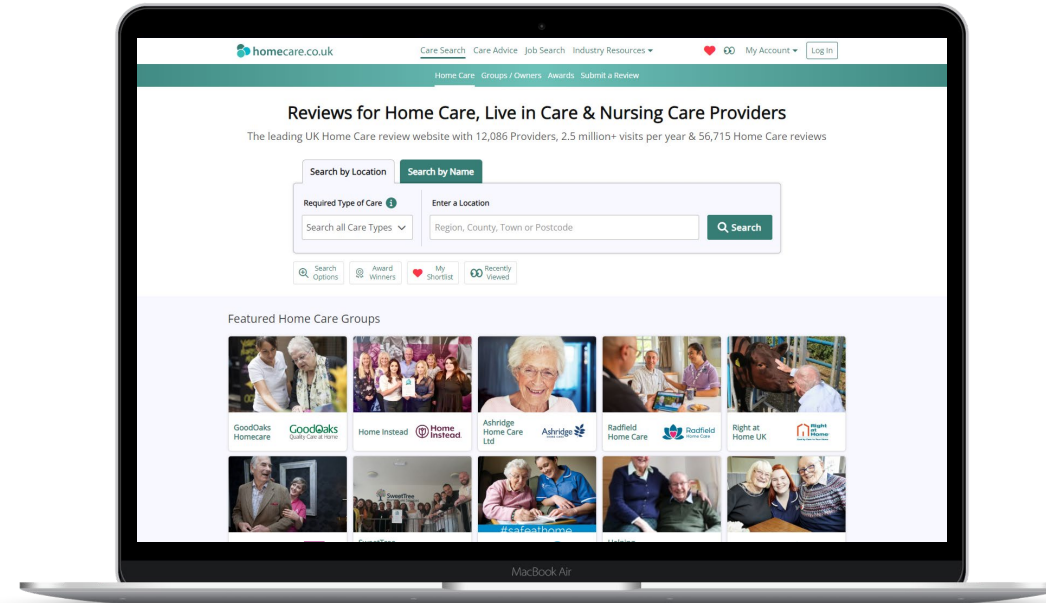 homecare.co.uk
Care Search Care Advice Job Search Industry Resources
My Account
Log In
Home Care Groups / Owners Awards Submit a Review
Reviews for Home Care, Live in Care & Nursing Care Providers
The leading UK Home Care review website with 12,086 Providers, 2.5 million+ visits per year & 56,715 Home Care reviews
Search by Location
Search by Name
Required Type of Care
Enter a Location
Search all Care Types
Region, County, Town or Postcode
Search
Search
Options
Award
Winners
My
Shortlist
Recently
Viewed
Featured Home Care Groups
GoodOaks
Homecare
GoodOaks
Quality Care at Home
Home Instead
Home
Instead.
Ashridge
Home Care
Ltd
Ashridge
Radfield
Home Care
Radfield
Home Care
Right at
Home UK
Right
at
Home
SweetTree
#safeathome
SweetTree
Helping
MacBook Air